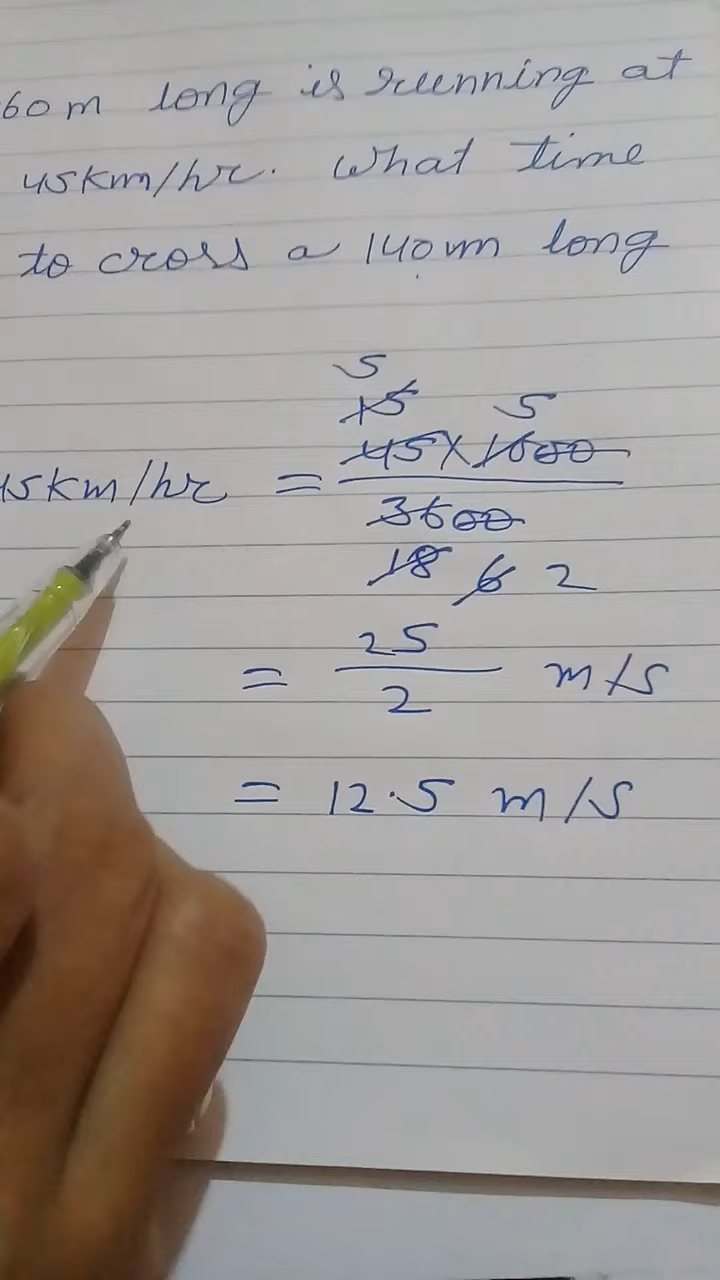 60m long is running at
45km/hr. What time
to cross a 140m long
5
15 5
45km/hr = 45×1000
3600
18 6 2
= 25
2 m/s
= 12.5 m/s